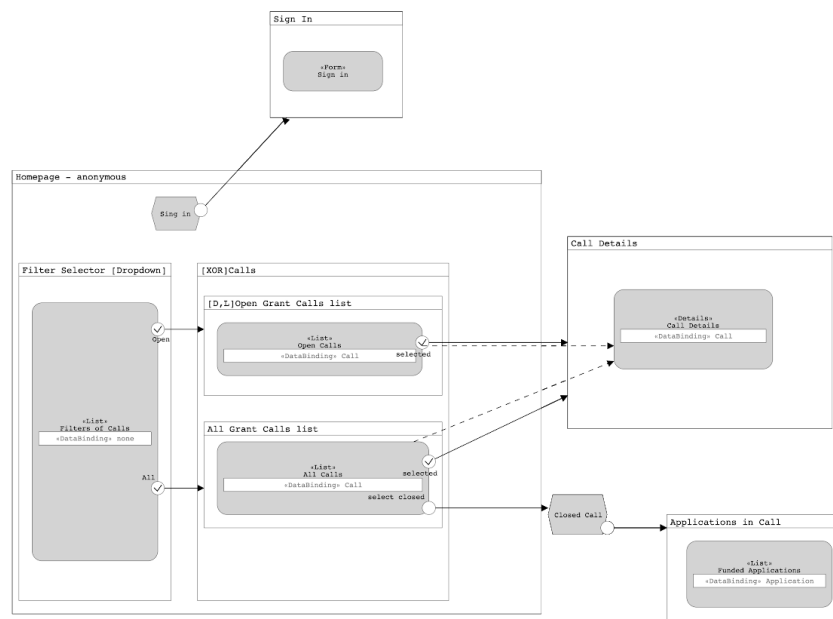 Sign In
«Form»
Sign in
Homepage - anonymous
Sing in
Filter Selector [Dropdown]
[XOR]Calls
Call Details
[D,L]Open Grant Calls list
Open
«List»
Open Calls
«DataBinding» Call
selected
«Details»
Call Details
«DataBinding» Call
«List»
Filters of Calls
«DataBinding» none
All Grant Calls list
All
«List»
All Calls
«DataBinding» Call
selected
select closed
Closed Call
Applications in Call
«List»
Funded Applications
«DataBinding» Application